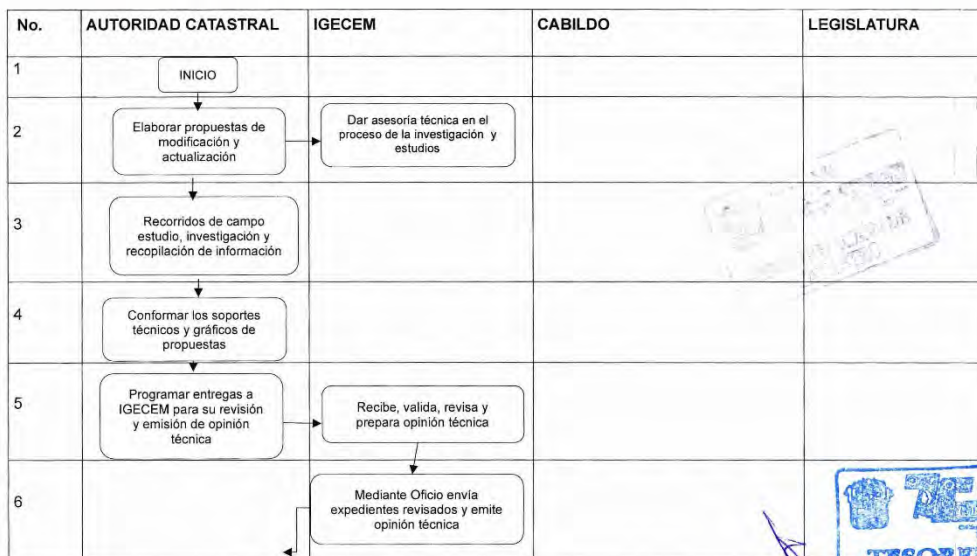 No. AUTORIDAD CATASTRAL IGECEM CABILDO LEGISLATURA
1
INICIO
2
Elaborar propuestas de
modificación y
actualización
Dar asesoría técnica en el
proceso de la investigación y
estudios
3
Recorridos de campo
estudio, investigación y
recopilación de información
4
Conformar los soportes
técnicos y gráficos de
propuestas
5
Programar entregas a
IGECEM para su revisión
y emisión de opinión
técnica
Recibe, valida, revisa y
prepara opinión técnica
6
Mediante Oficio envía
expedientes revisados y emite
opinión técnica